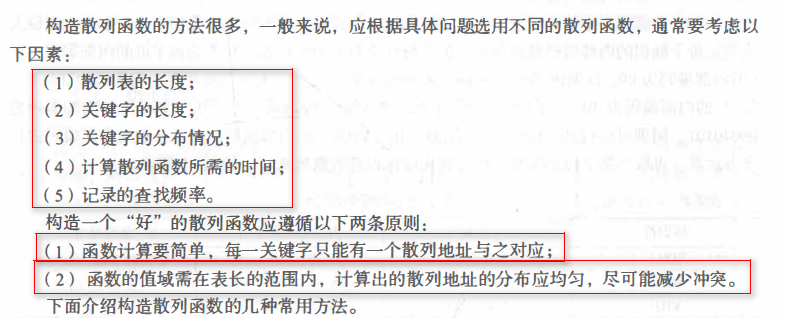 构造散列函数的方法很多，一般来说，应根据具体问题选用不同的散列函数，通常要考虑以
下因素：
（1）散列表的长度；
（2）关键字的长度；
（3）关键字的分布情况；
（4）计算散列函数所需的时间；
（5）记录的查找频率。
构造一个“好”的散列函数应遵循以下两条原则：
（1）函数计算要简单，每一关键字只能有一个散列地址与之对应；
（2）函数的值域需在表长的范围内，计算出的散列地址的分布应均匀，尽可能减少冲突。
下面介绍构造散列函数的几种常用方法。